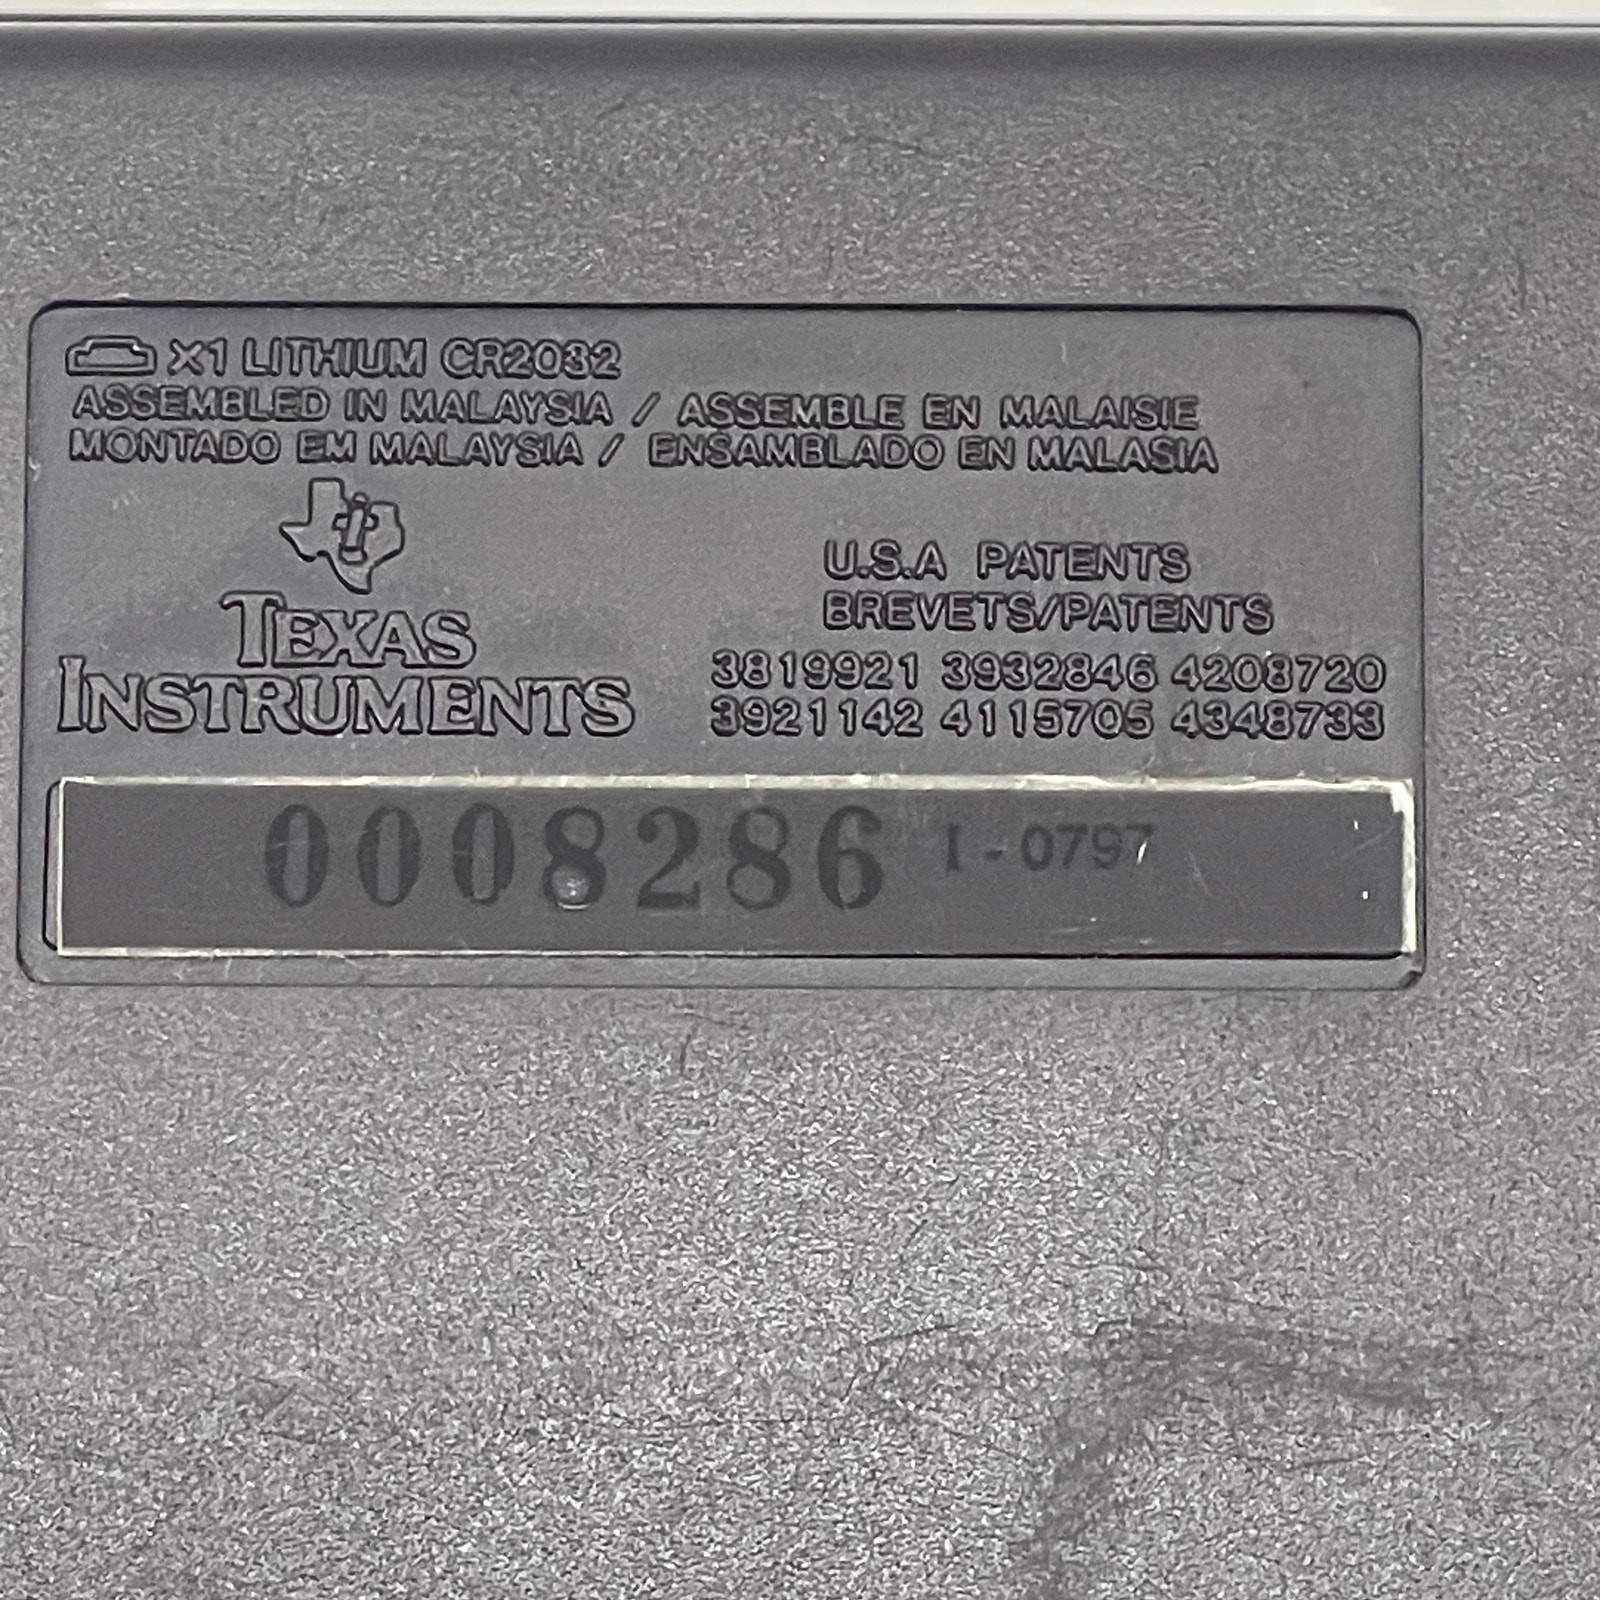 X1 LITHIUM CR2032
ASSEMBLED IN MALAYSIA / ASSEMBLE EN MALAISIE
MONTADO EM MALAYSIA / ENSAMBLADO EN MALASIA
TEXAS
INSTRUMENTS
U.S.A PATENTS
BREVETS/PATENTS
3819921 3932846 4208720
3921142 4115705 4348733
0008286 I-0797